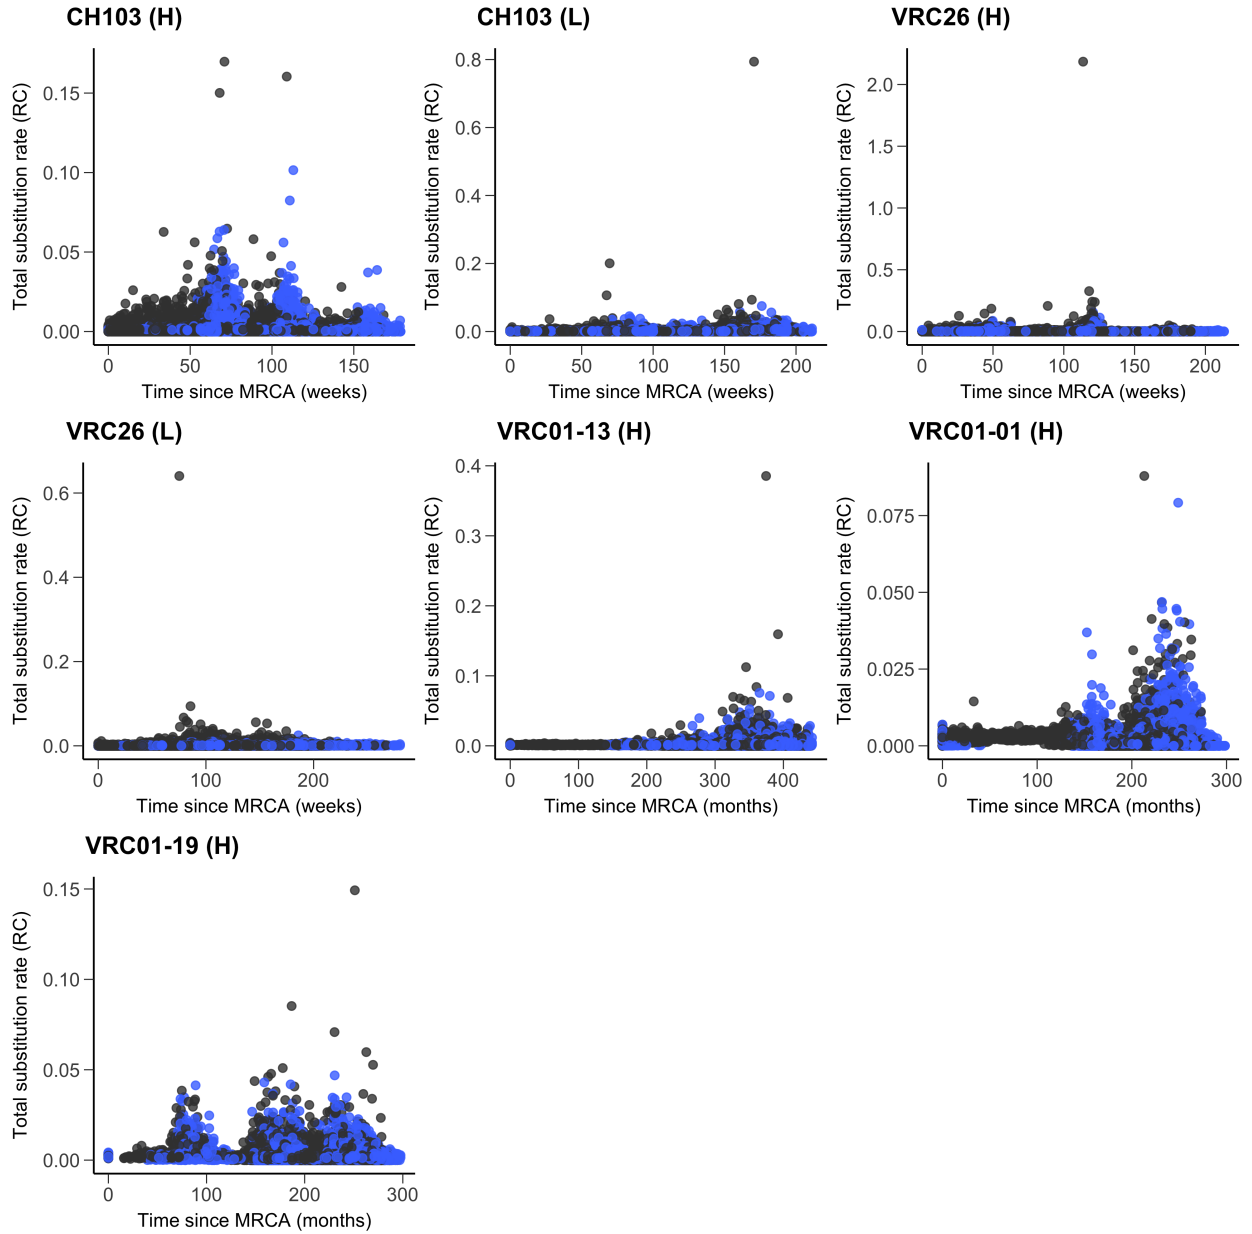 CH103 (H)
Total substitution rate (RC)
0.15
0.10
0.05
0.00
0 50 100 150
Time since MRCA (weeks)
CH103 (L)
Total substitution rate (RC)
0.8
0.6
0.4
0.2
0.0
0 50 100 150 200
Time since MRCA (weeks)
VRC26 (H)
Total substitution rate (RC)
2.0
1.5
1.0
0.5
0.0
0 50 100 150 200
Time since MRCA (weeks)
VRC26 (L)
Total substitution rate (RC)
0.6
0.4
0.2
0.0
0 100 200
Time since MRCA (weeks)
VRC01-13 (H)
Total substitution rate (RC)
0.4
0.3
0.2
0.1
0.0
0 100 200 300 400
Time since MRCA (months)
VRC01-01 (H)
Total substitution rate (RC)
0.075
0.050
0.025
0.000
0 100 200 300
Time since MRCA (months)
VRC01-19 (H)
Total substitution rate (RC)
0.15
0.10
0.05
0.00
0 100 200 300
Time since MRCA (months)